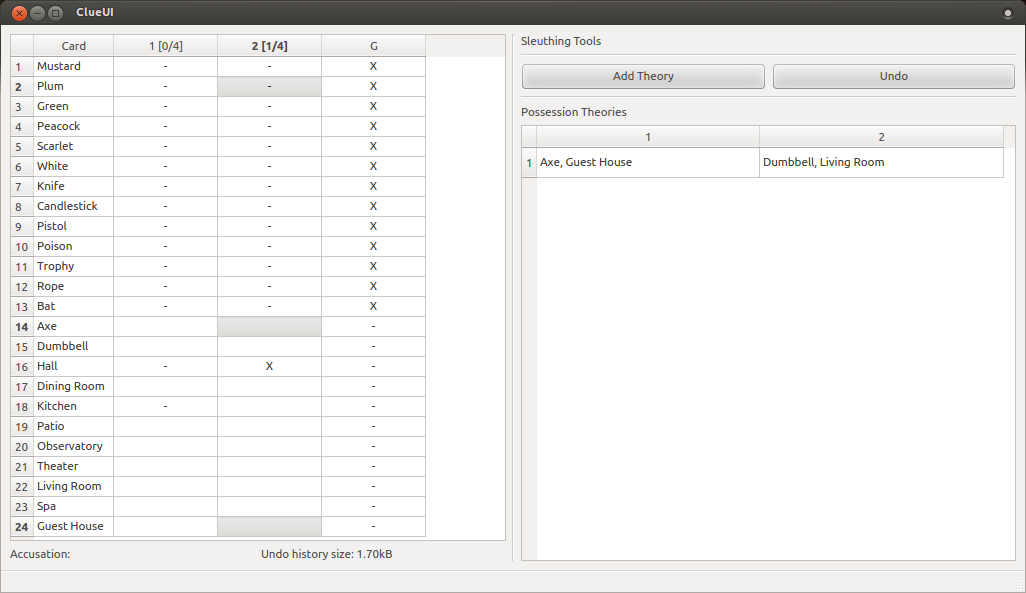 ClueUI
Card 1 [0/4] 2 [1/4] G
1 Mustard - - X
2 Plum - - X
3 Green - - X
4 Peacock - - X
5 Scarlet - - X
6 White - - X
7 Knife - - X
8 Candlestick - - X
9 Pistol - - X
10 Poison - - X
11 Trophy - - X
12 Rope - - X
13 Bat - - X
14 Axe -
15 Dumbbell -
16 Hall - X -
17 Dining Room -
18 Kitchen - -
19 Patio -
20 Observatory -
21 Theater -
22 Living Room -
23 Spa -
24 Guest House -
Accusation: Undo history size: 1.70kB
Sleuthing Tools
Add Theory Undo
Possession Theories
1 2
1 Axe, Guest House Dumbbell, Living Room